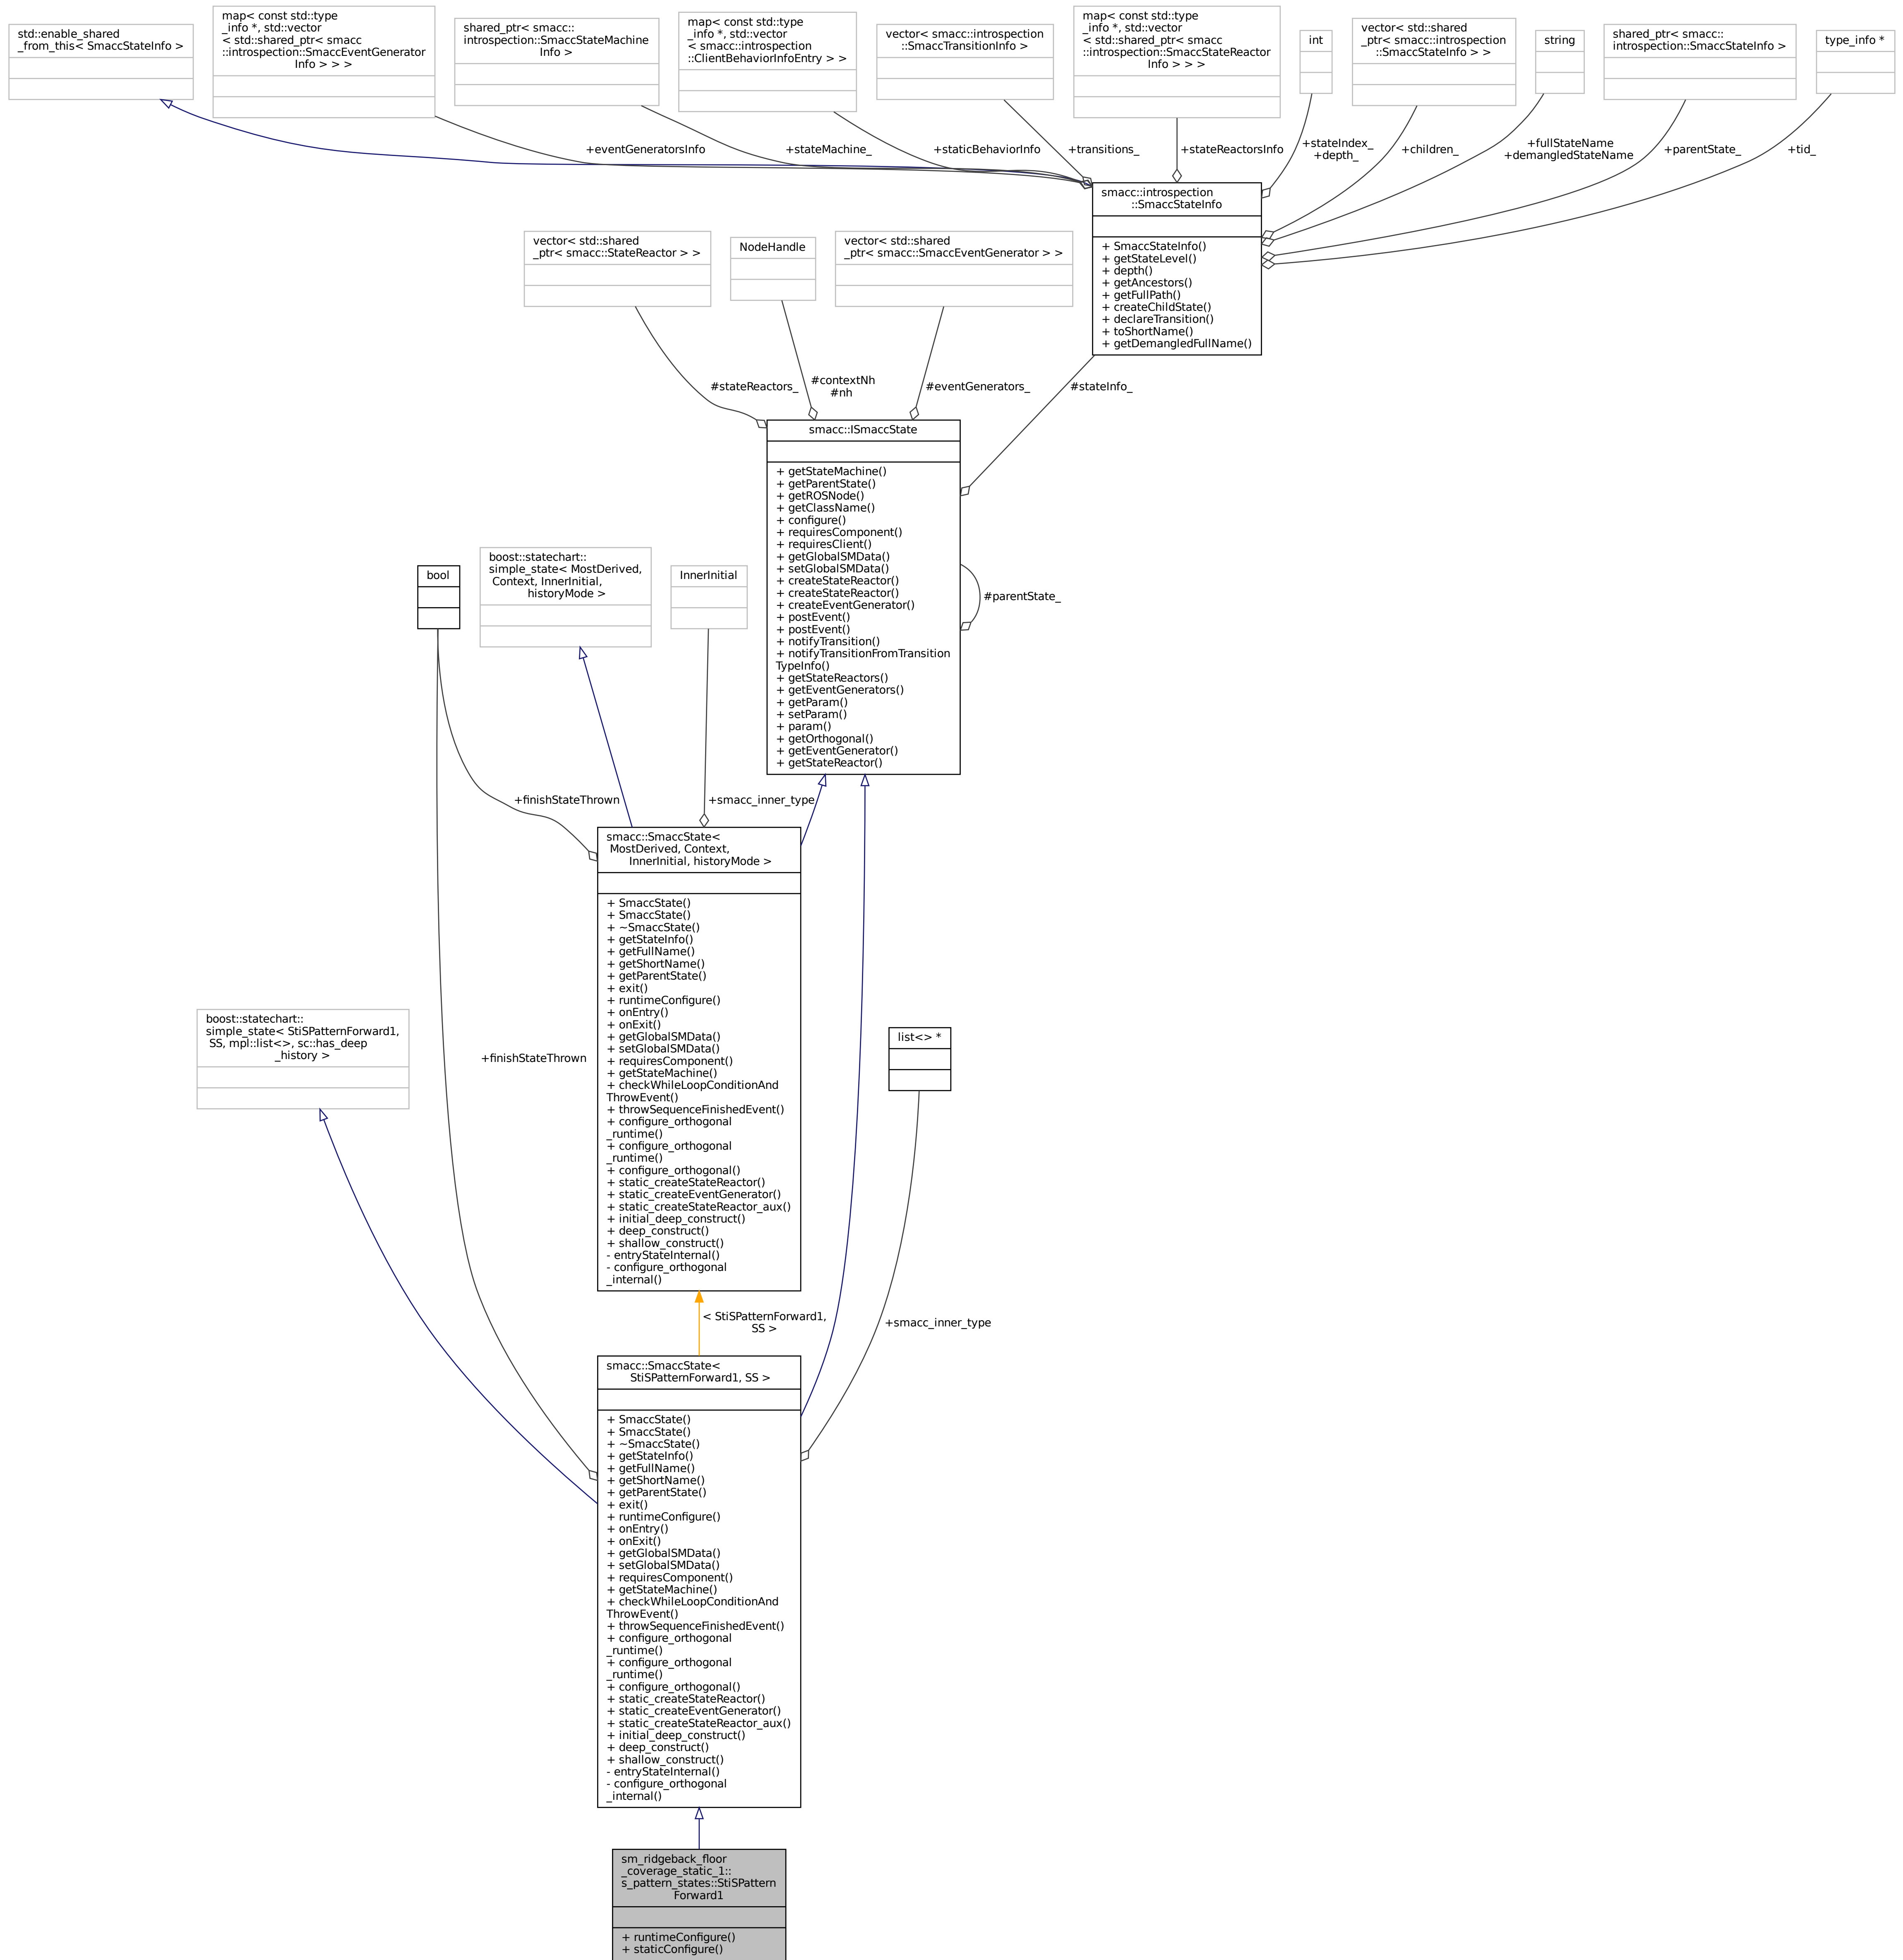 std::enable_shared
_from_this< SmaccStateInfo >
map< const std::type
_info *, std::vector
< std::shared_ptr< smacc
::introspection::SmaccEventGenerator
Info > > >
shared_ptr< smacc::
introspection::SmaccStateMachine
Info >
map< const std::type
_info *, std::vector
< smacc::introspection
::ClientBehaviorInfoEntry > >
vector< smacc::introspection
::SmaccTransitionInfo >
map< const std::type
_info *, std::vector
< std::shared_ptr< smacc
::introspection::SmaccStateReactor
Info > > >
int
vector< std::shared
_ptr< smacc::introspection
::SmaccStateInfo > >
string
shared_ptr< smacc::
introspection::SmaccStateInfo >
type_info *
+eventGeneratorsInfo
+stateMachine_
+staticBehaviorInfo
+transitions_
+stateReactorsInfo
+stateIndex_
+depth_
+children_
+fullStateName
+demangledStateName
+parentState_
+tid_
smacc::introspection
::SmaccStateInfo
+ SmaccStateInfo()
+ getStateLevel()
+ depth()
+ getAncestors()
+ getFullPath()
+ createChildState()
+ declareTransition()
+ toShortName()
+ getDemangledFullName()
vector< std::shared
_ptr< smacc::StateReactor > >
NodeHandle
vector< std::shared
_ptr< smacc::SmaccEventGenerator > >
#stateReactors_
#contextNh
#nh
#eventGenerators_
#stateInfo_
smacc::ISmaccState
+ getStateMachine()
+ getParentState()
+ getROSNode()
+ getClassName()
+ configure()
+ requiresComponent()
+ requiresClient()
+ getGlobalSMData()
+ setGlobalSMData()
+ createStateReactor()
+ createStateReactor()
+ createEventGenerator()
+ postEvent()
+ postEvent()
+ notifyTransition()
+ notifyTransitionFromTransition
TypeInfo()
+ getStateReactors()
+ getEventGenerators()
+ getParam()
+ setParam()
+ param()
+ getOrthogonal()
+ getEventGenerator()
+ getStateReactor()
#parentState_
bool
boost::statechart::
simple_state< MostDerived,
Context, InnerInitial,
historyMode >
InnerInitial
+finishStateThrown
+smacc_inner_type
smacc::SmaccState<
MostDerived, Context,
InnerInitial, historyMode >
+ SmaccState()
+ SmaccState()
+ ~SmaccState()
+ getStateInfo()
+ getFullName()
+ getShortName()
+ getParentState()
+ exit()
+ runtimeConfigure()
+ onEntry()
+ onExit()
+ getGlobalSMData()
+ setGlobalSMData()
+ requiresComponent()
+ getStateMachine()
+ checkWhileLoopConditionAnd
ThrowEvent()
+ throwSequenceFinishedEvent()
+ configure_orthogonal
_runtime()
+ configure_orthogonal
_runtime()
+ configure_orthogonal()
+ static_createStateReactor()
+ static_createEventGenerator()
+ static_createStateReactor_aux()
+ initial_deep_construct()
+ deep_construct()
+ shallow_construct()
- entryStateInternal()
- configure_orthogonal
_internal()
boost::statechart::
simple_state< StiSPatternForward1,
SS, mpl::list<>, sc::has_deep
_history >
+finishStateThrown
list<> *
< StiSPatternForward1,
SS >
+smacc_inner_type
smacc::SmaccState<
StiSPatternForward1, SS >
+ SmaccState()
+ SmaccState()
+ ~SmaccState()
+ getStateInfo()
+ getFullName()
+ getShortName()
+ getParentState()
+ exit()
+ runtimeConfigure()
+ onEntry()
+ onExit()
+ getGlobalSMData()
+ setGlobalSMData()
+ requiresComponent()
+ getStateMachine()
+ checkWhileLoopConditionAnd
ThrowEvent()
+ throwSequenceFinishedEvent()
+ configure_orthogonal
_runtime()
+ configure_orthogonal
_runtime()
+ configure_orthogonal()
+ static_createStateReactor()
+ static_createEventGenerator()
+ static_createStateReactor_aux()
+ initial_deep_construct()
+ deep_construct()
+ shallow_construct()
- entryStateInternal()
- configure_orthogonal
_internal()
sm_ridgeback_floor
_coverage_static_1::
s_pattern_states::StiSPattern
Forward1
+ runtimeConfigure()
+ staticConfigure()